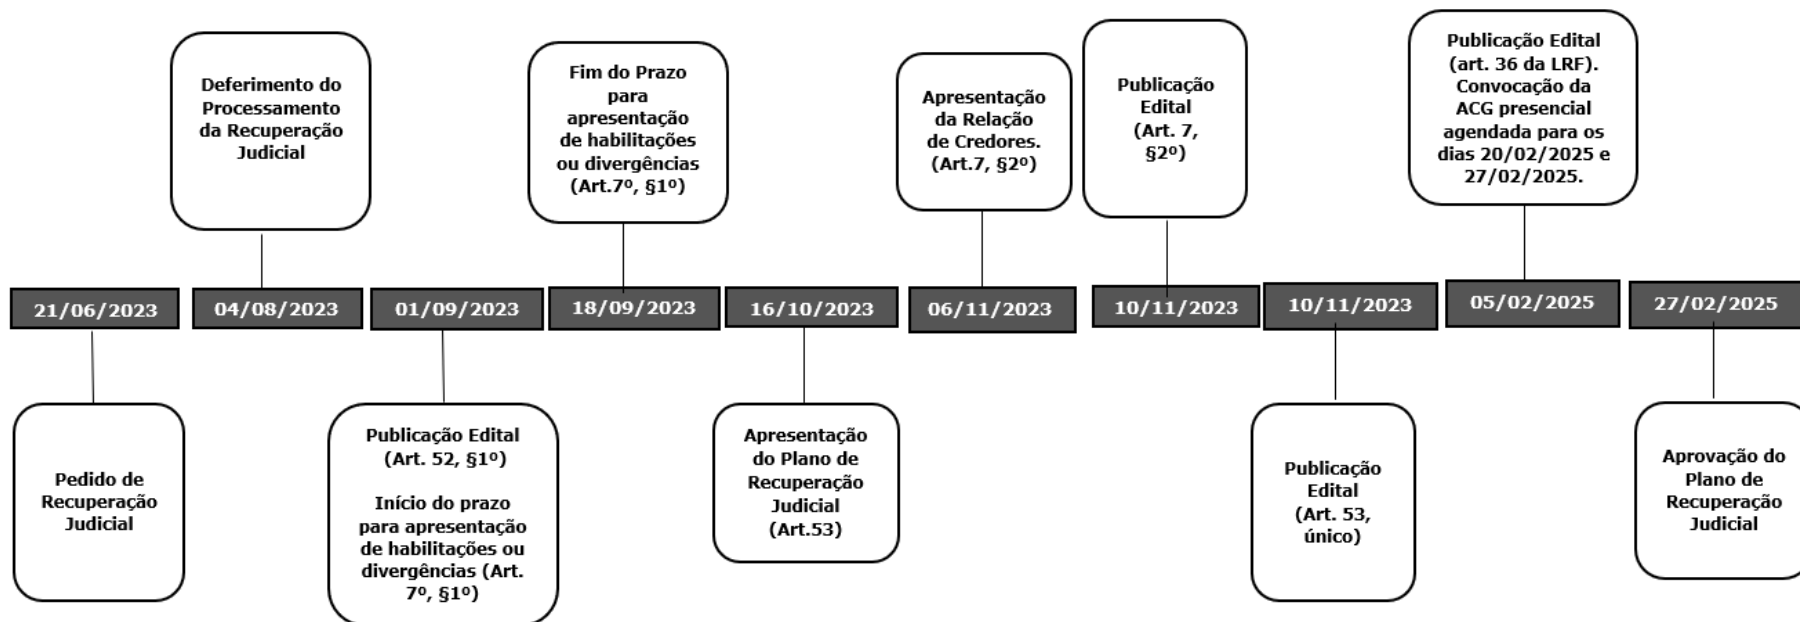 Deferimento do
Processamento
da Recuperação
Judicial
Fim do Prazo
para
apresentação
de habilitações
ou divergências
(Art.7º, §1º)
Apresentação
da Relação
de Credores.
(Art.7, §2º)
Publicação
Edital
(Art. 7,
§2º)
Publicação Edital
(art. 36 da LRF).
Convocação da
ACG presencial
agendada para os
dias 20/02/2025 e
27/02/2025.
21/06/2023
04/08/2023
01/09/2023
18/09/2023
16/10/2023
06/11/2023
10/11/2023
10/11/2023
05/02/2025
27/02/2025
Pedido de
Recuperação
Judicial
Publicação Edital
(Art. 52, §1º)
Início do prazo
para apresentação
de habilitações ou
divergências (Art.
7º, §1º)
Apresentação
do Plano de
Recuperação
Judicial
(Art.53)
Publicação
Edital
(Art. 53,
único)
Aprovação do
Plano de
Recuperação
Judicial